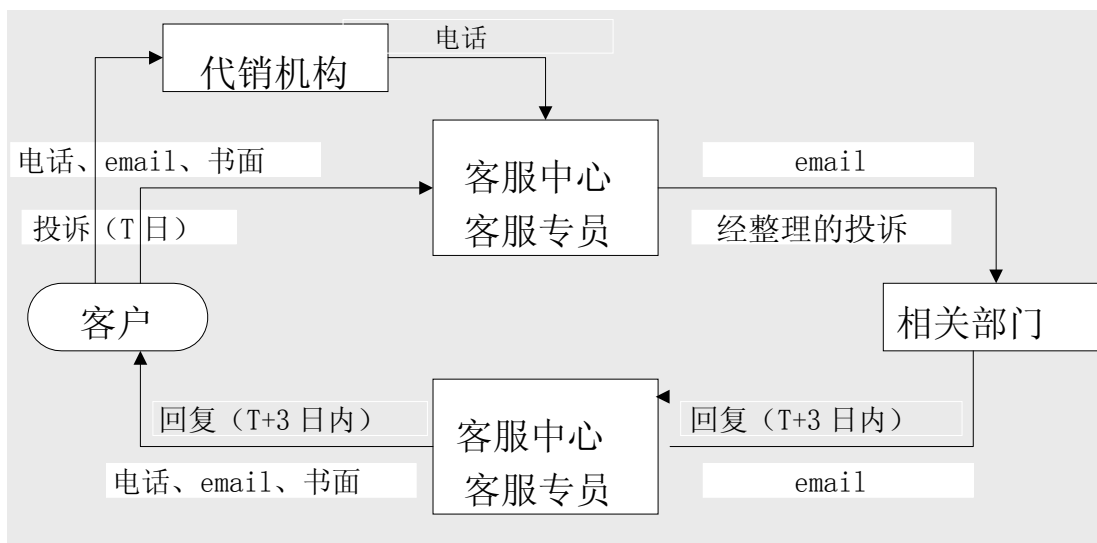 电话
代销机构
电话、email、书面
客服中心
客服专员
email
投诉（T 日）
经整理的投诉
客户
相关部门
回复（T+3 日内）
客服中心
客服专员
回复（T+3 日内）
电话、email、书面
email